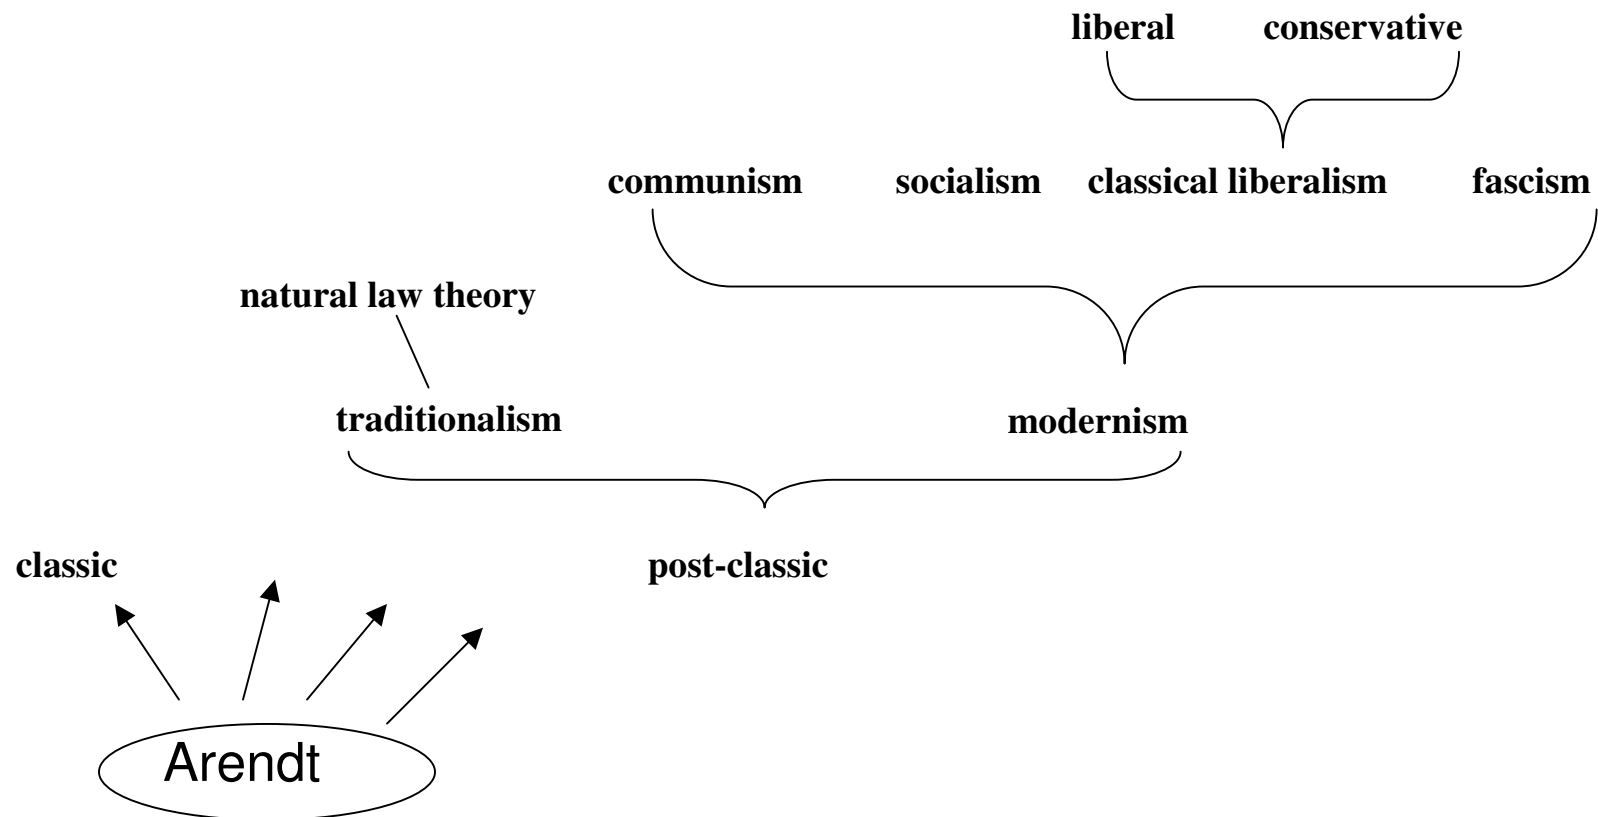 liberal conservative
communism socialism classical liberalism fascism
natural law theory
traditionalism modernism
classic post-classic
Arendt